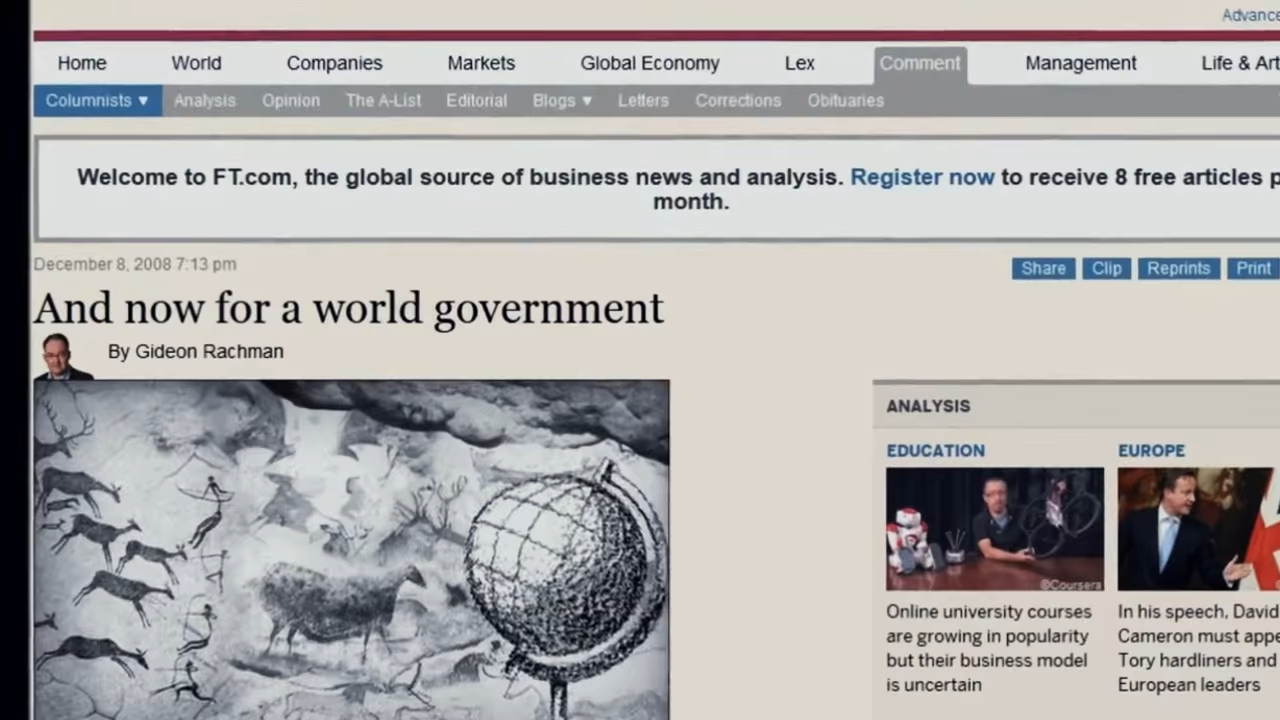 Advance
Home World Companies Markets Global Economy Lex Comment Management Life & Art
Columnists ▼ Analysis Opinion The A-List Editorial Blogs ▼ Letters Corrections Obituaries
Welcome to FT.com, the global source of business news and analysis. Register now to receive 8 free articles p
month.
December 8, 2008 7:13 pm
Share Clip Reprints Print
And now for a world government
By Gideon Rachman
ANALYSIS
EDUCATION
©Coursera
Online university courses
are growing in popularity
but their business model
is uncertain
EUROPE
In his speech, David
Cameron must appe
Tory hardliners and
European leaders